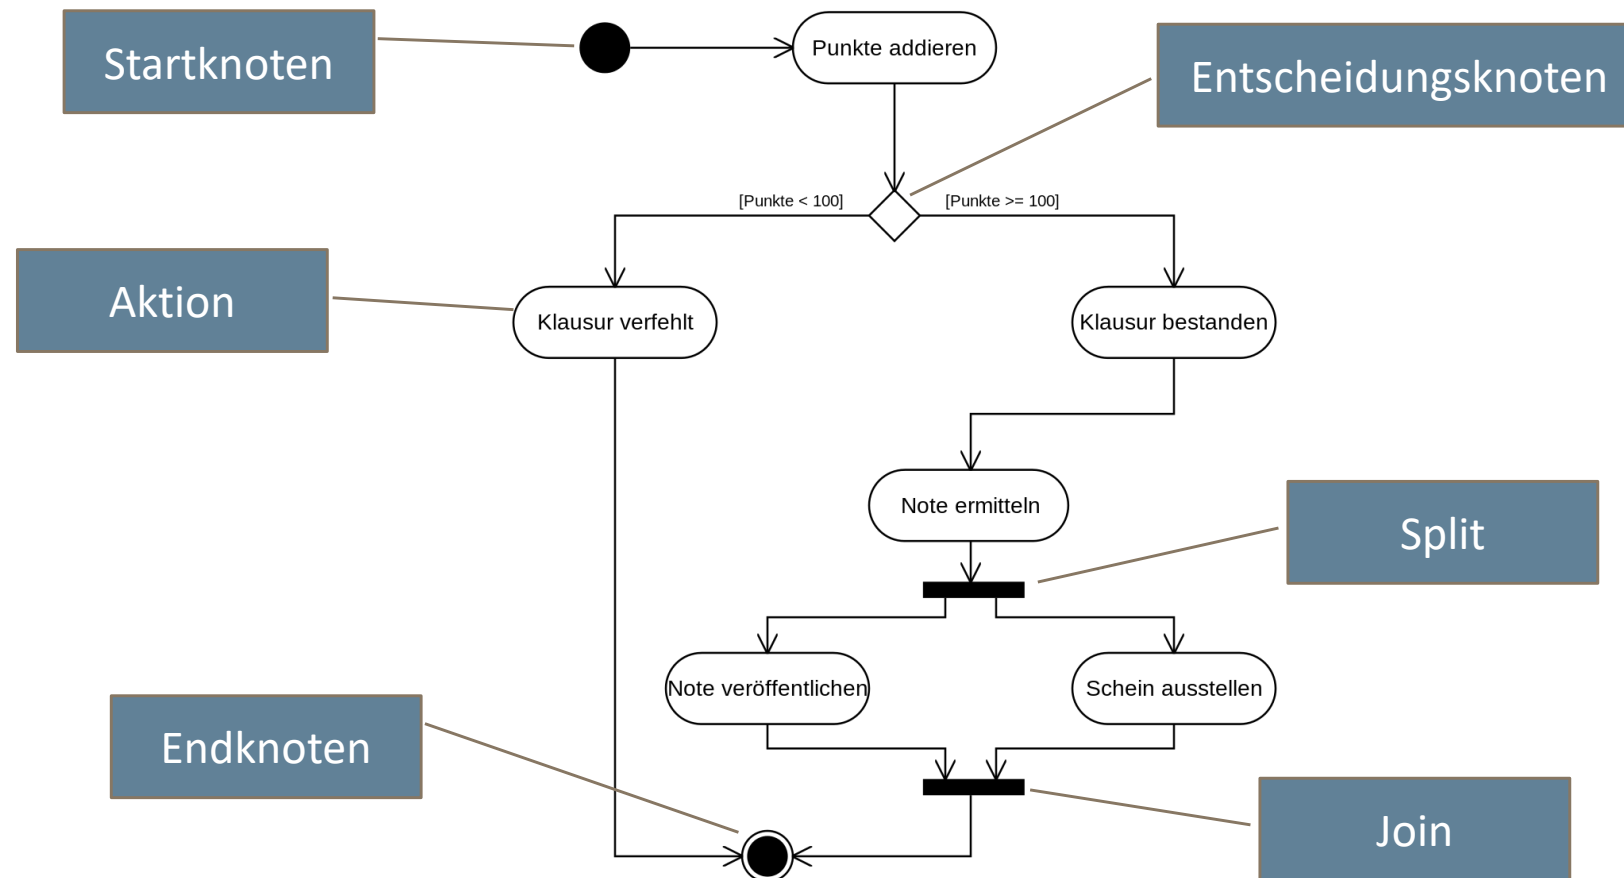 Startknoten
Punkte addieren
Entscheidungsknoten
[Punkte < 100]
[Punkte >= 100]
Aktion
Klausur verfehlt
Klausur bestanden
Note ermitteln
Split
Note veröffentlichen
Schein ausstellen
Endknoten
Join